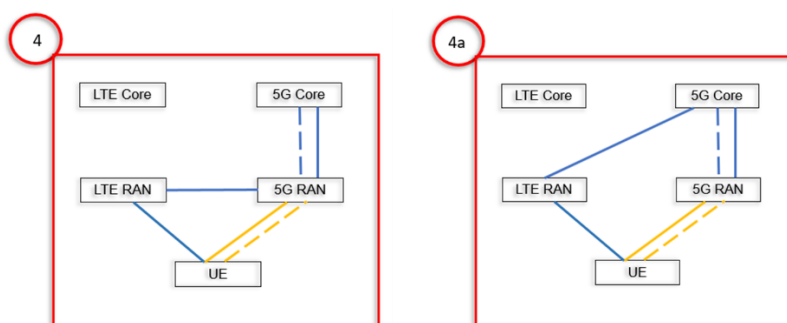 4
LTE Core
5G Core
LTE RAN
5G RAN
UE
4a
LTE Core
5G Core
LTE RAN
5G RAN
UE